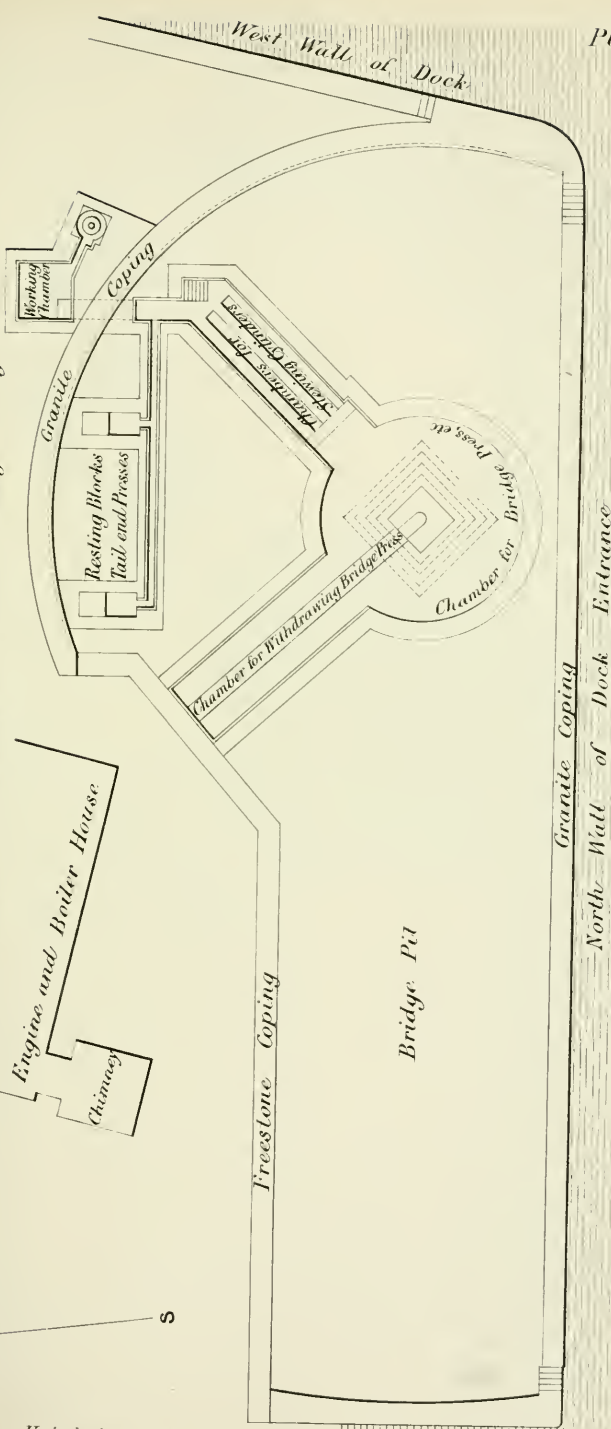 West Wall of Dock
Working
Chamber
Granite Coping
Chambers for
Slewing Cylinders
Resting Blocks
Tail end Presses
Chamber for Bridge Press, etc
Chamber for Withdrawing Bridge Press
Engine and Boiler House
Chimney
Freestone Coping
Bridge Pit
Granite Coping
North Wall of Dock Entrance
S